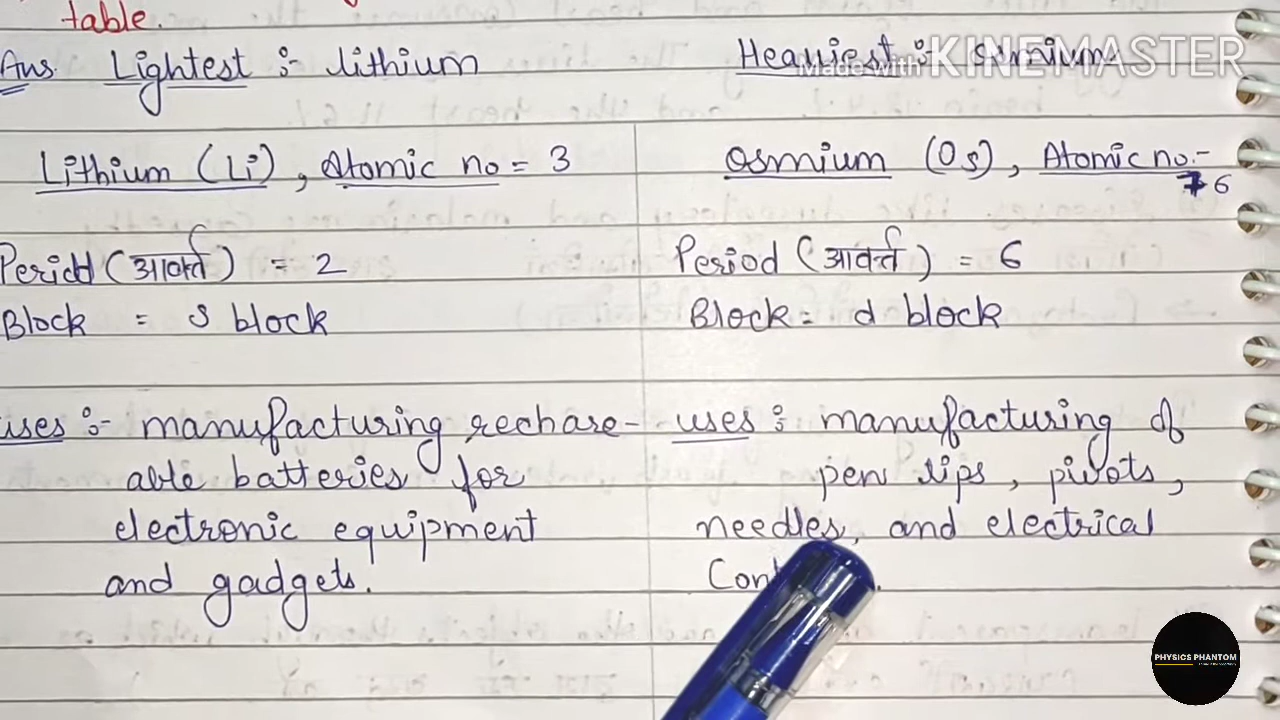 table.
Ans. Lightest :- lithium
Heaviest :- Osmium
Made with KINEMASTER
Lithium (Li), Atomic no = 3
Osmium (Os), Atomic no.-
76
Period (आवर्त) = 2
Period (आवर्त) = 6
Block = S block
Block = d block
uses :- manufacturing rechare-
able batteries for
electronic equipment
and gadgets.
uses : manufacturing of
pen tips, pivots,
needles, and electrical
PHYSICS PHANTOM